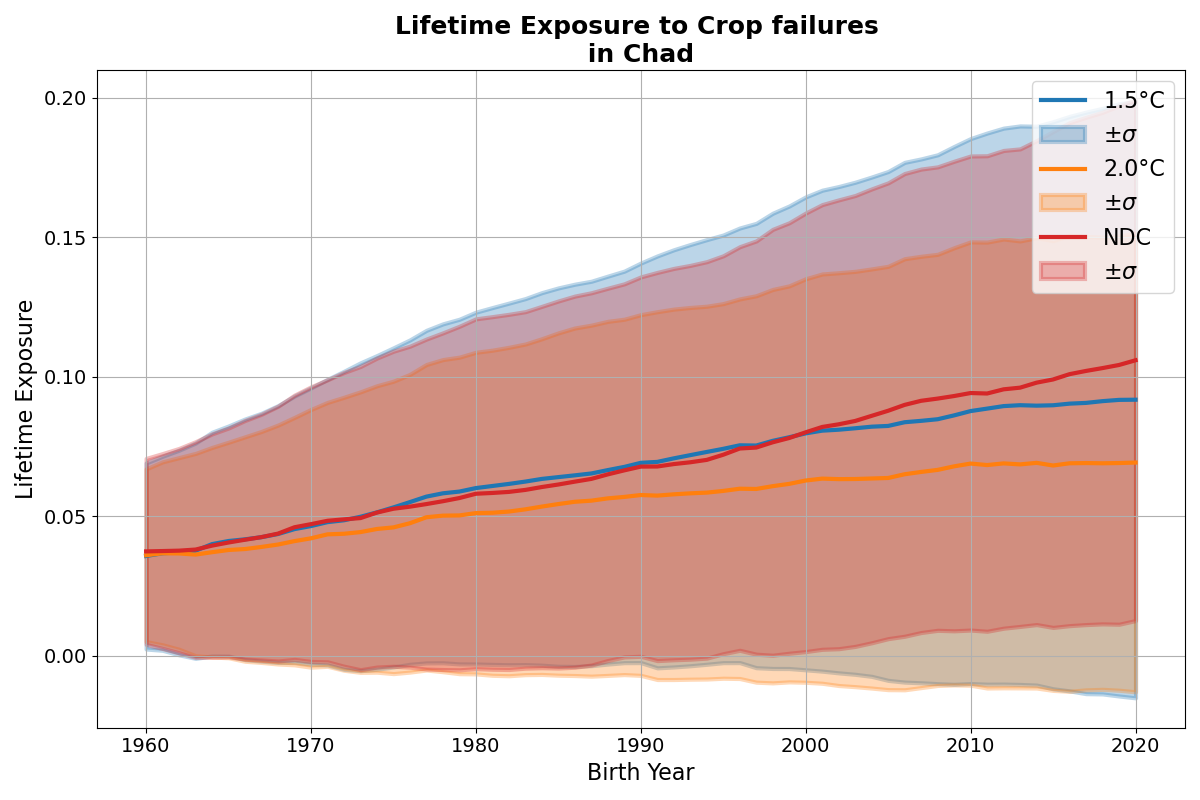 Lifetime Exposure to Crop failures
in Chad
Lifetime Exposure
0.20
0.15
0.10
0.05
0.00
1960
1970
1980
1990
2000
2010
2020
Birth Year
1.5°C
±σ
2.0°C
±σ
NDC
±σ